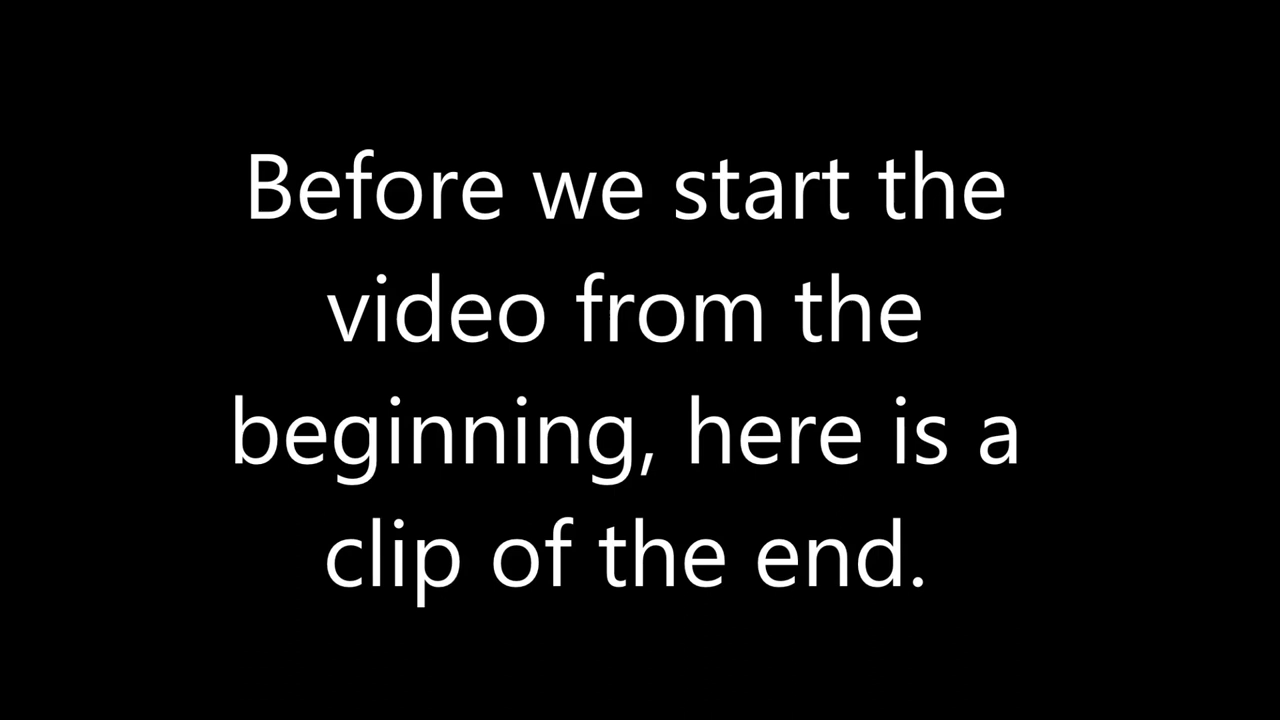 Before we start the
video from the
beginning, here is a
clip of the end.